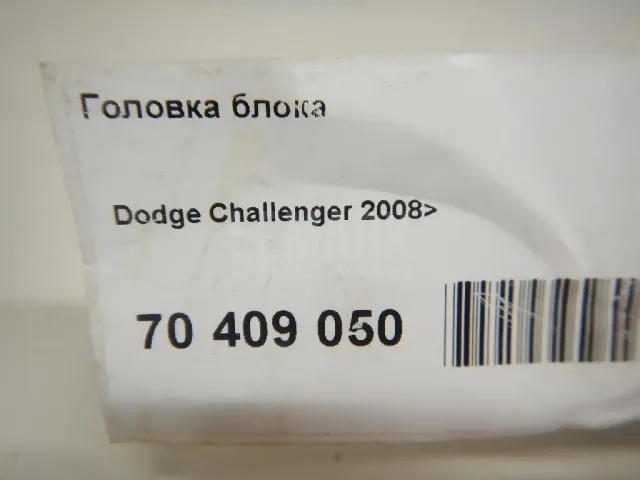 Головка блока
Dodge Challenger 2008>
70 409 050